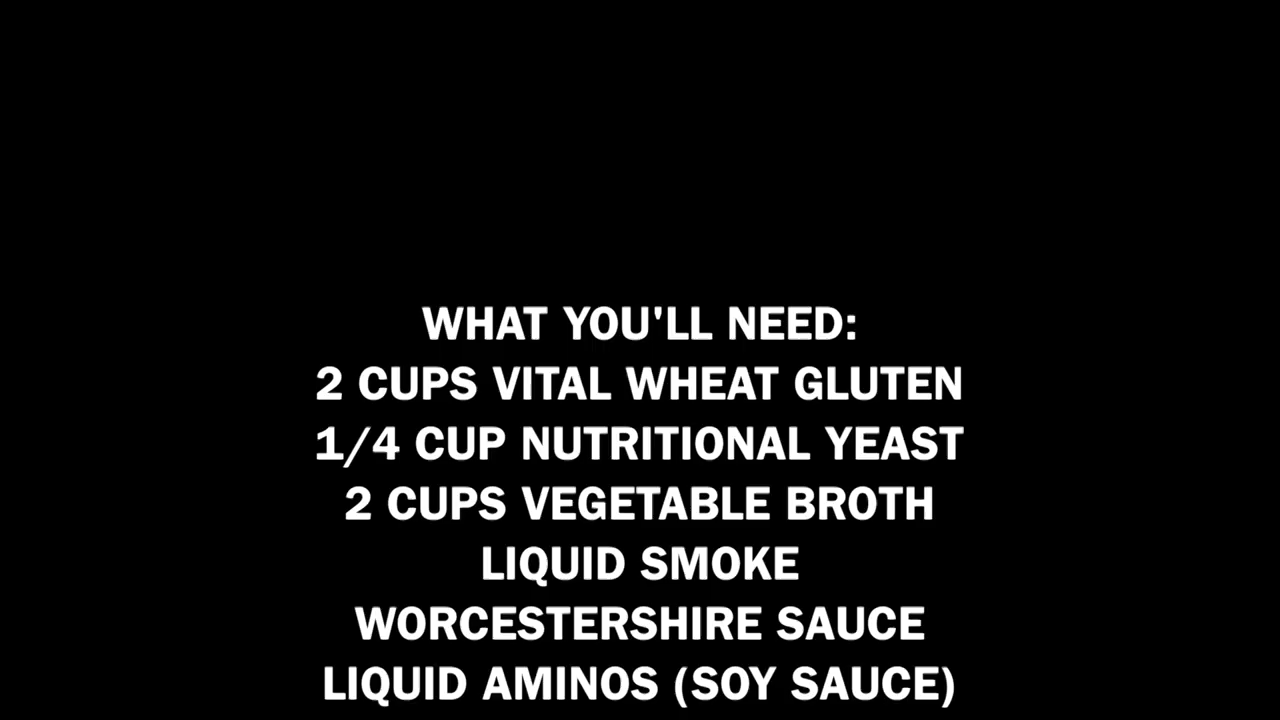 WHAT YOU'LL NEED:
2 CUPS VITAL WHEAT GLUTEN
1/4 CUP NUTRITIONAL YEAST
2 CUPS VEGETABLE BROTH
LIQUID SMOKE
WORCESTERSHIRE SAUCE
LIQUID AMINOS (SOY SAUCE)